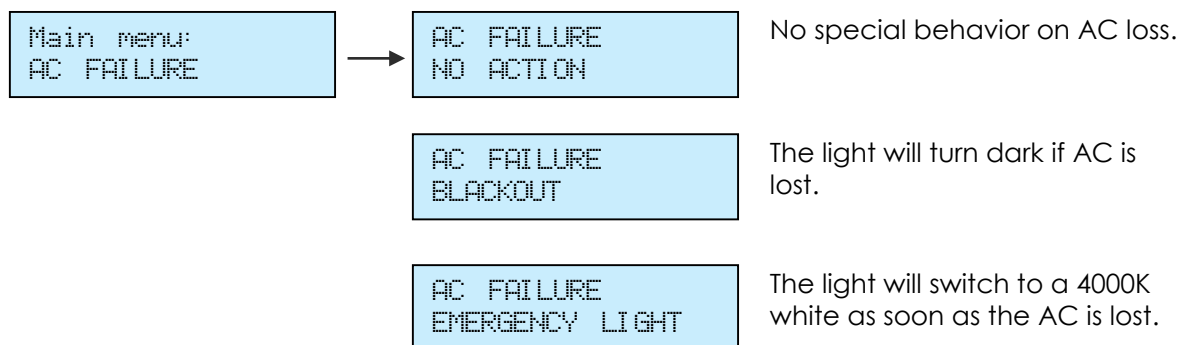 Main menu:
AC FAILURE
AC FAILURE
NO ACTION
No special behavior on AC loss.
AC FAILURE
BLACKOUT
The light will turn dark if AC is
lost.
AC FAILURE
EMERGENCY LIGHT
The light will switch to a 4000K
white as soon as the AC is lost.